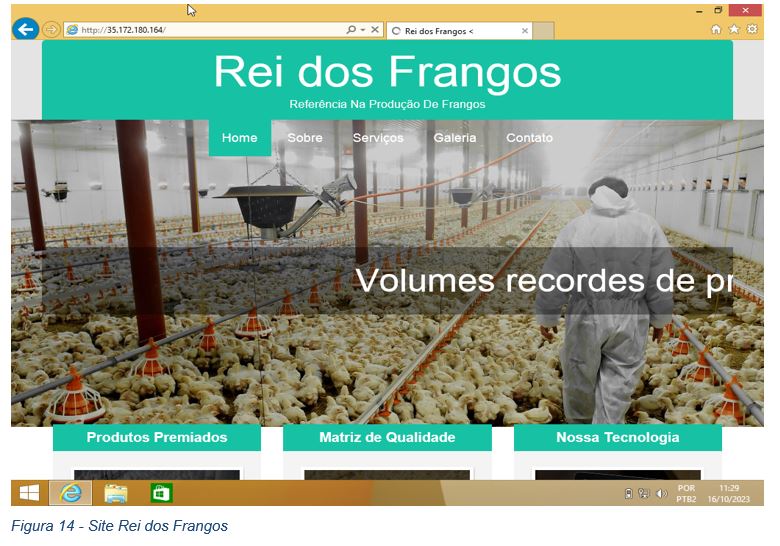 http://35.172.180.164/
Rei dos Frangos <
Rei dos Frangos
Referência Na Produção De Frangos
Home Sobre Serviços Galeria Contato
Volumes recordes de pr
Produtos Premiados Matriz de Qualidade Nossa Tecnologia
POR 11:29
PTB2 16/10/2023
Figura 14 - Site Rei dos Frangos